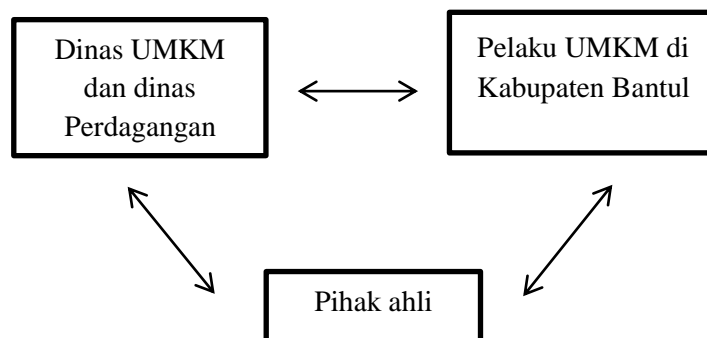 Dinas UMKM
dan dinas
Perdagangan
Pelaku UMKM di
Kabupaten Bantul
Pihak ahli